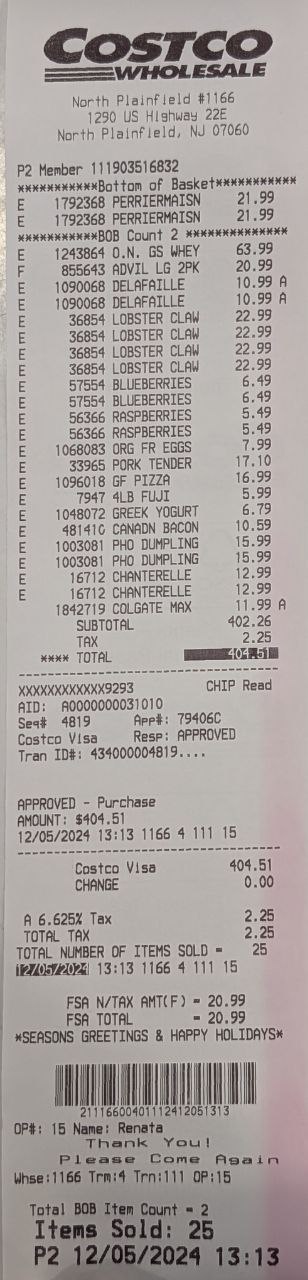 COSTCO
WHOLESALE
North Plainfield #1166
1290 US Highway 22E
North Plainfield, NJ 07060
P2 Member 111903516832
***********Bottom of Basket***********
E 1792368 PERRIERMAISN 21.99
E 1792368 PERRIERMAISN 21.99
***********BOB Count 2 **************
E 1243864 O.N. GS WHEY 63.99
F 855643 ADVIL LG 2PK 20.99
E 1090068 DELAFAILLE 10.99 A
E 1090068 DELAFAILLE 10.99 A
E 36854 LOBSTER CLAW 22.99
E 36854 LOBSTER CLAW 22.99
E 36854 LOBSTER CLAW 22.99
E 36854 LOBSTER CLAW 22.99
E 57554 BLUEBERRIES 6.49
E 57554 BLUEBERRIES 6.49
E 56366 RASPBERRIES 5.49
E 56366 RASPBERRIES 5.49
E 1068083 ORG FR EGGS 7.99
E 33965 PORK TENDER 17.10
E 1096018 GF PIZZA 16.99
E 7947 4LB FUJI 5.99
E 1048072 GREEK YOGURT 6.79
E 481410 CANADN BACON 10.59
E 1003081 PHO DUMPLING 15.99
E 1003081 PHO DUMPLING 15.99
E 16712 CHANTERELLE 12.99
E 16712 CHANTERELLE 12.99
1842719 COLGATE MAX 11.99 A
SUBTOTAL 402.26
TAX 2.25
**** TOTAL 404.51
XXXXXXXXXXXX9293 CHIP Read
AID: A0000000031010
Seq# 4819 App#: 79406C
Costco Visa Resp: APPROVED
Tran ID#: 434000004819....
APPROVED - Purchase
AMOUNT: $404.51
12/05/2024 13:13 1166 4 111 15
Costco Visa 404.51
CHANGE 0.00
A 6.625% Tax 2.25
TOTAL TAX 2.25
TOTAL NUMBER OF ITEMS SOLD = 25
12/05/2024 13:13 1166 4 111 15
FSA N/TAX AMT(F) = 20.99
FSA TOTAL = 20.99
*SEASONS GREETINGS & HAPPY HOLIDAYS*
21116600401112412051313
OP#: 15 Name: Renata
Thank You!
Please Come Again
Whse:1166 Trm:4 Trn:111 OP:15
Total BOB Item Count = 2
Items Sold: 25
P2 12/05/2024 13:13